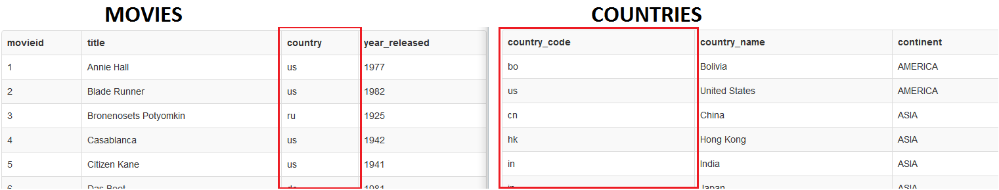 MOVIES COUNTRIES
movieid title country year_released country_code country_name continent
1 Annie Hall us 1977 bo Bolivia AMERICA
2 Blade Runner us 1982 us United States AMERICA
3 Bronenosets Potyomkin ru 1925 cn China ASIA
4 Casablanca us 1942 hk Hong Kong ASIA
5 Citizen Kane us 1941 in India ASIA
6 Das Boot de 1981 Japan ASIA